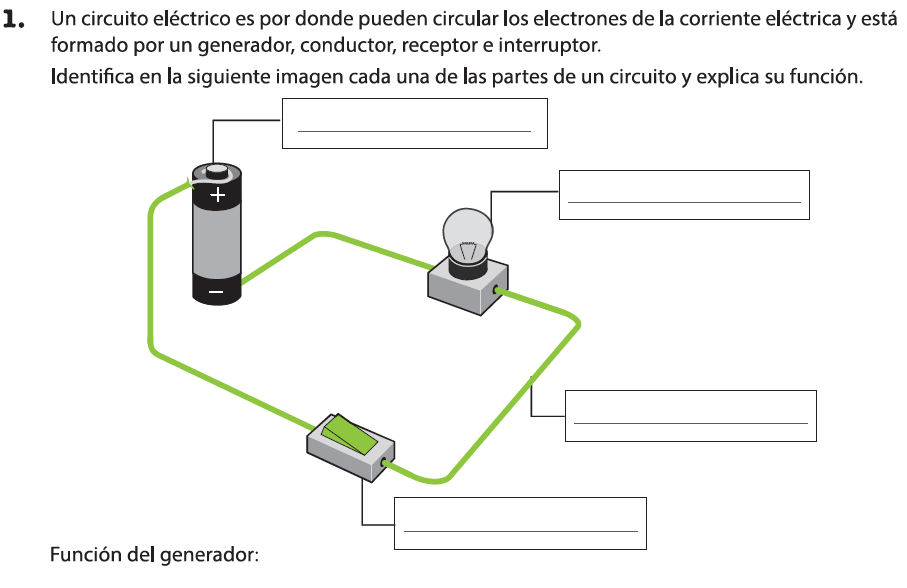 1. Un circuito eléctrico es por donde pueden circular los electrones de la corriente eléctrica y está
formado por un generador, conductor, receptor e interruptor.
Identifica en la siguiente imagen cada una de las partes de un circuito y explica su función.
+
−
Función del generador: